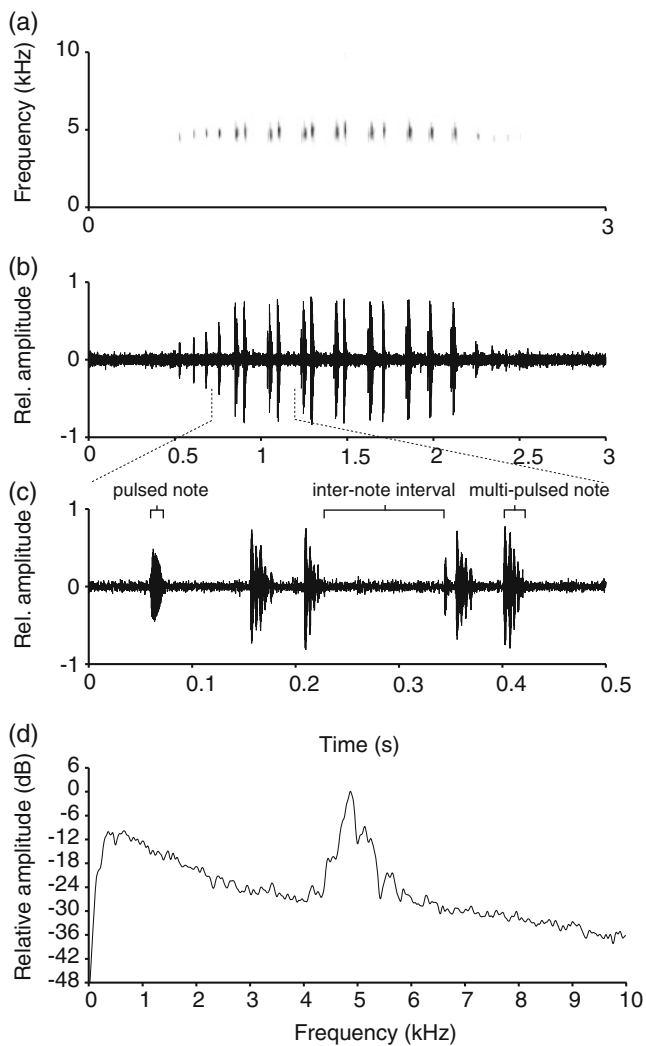 (a)
Frequency (kHz)
10
5
0
0 3
(b)
Rel. amplitude
1
0
-1
0 0.5 1 1.5 2 2.5 3
(c)
pulsed note inter-note interval multi-pulsed note
Rel. amplitude
1
0
-1
0 0.1 0.2 0.3 0.4 0.5
Time (s)
(d)
Relative amplitude (dB)
6
0
-6
-12
-18
-24
-30
-36
-42
-48
0 1 2 3 4 5 6 7 8 9 10
Frequency (kHz)